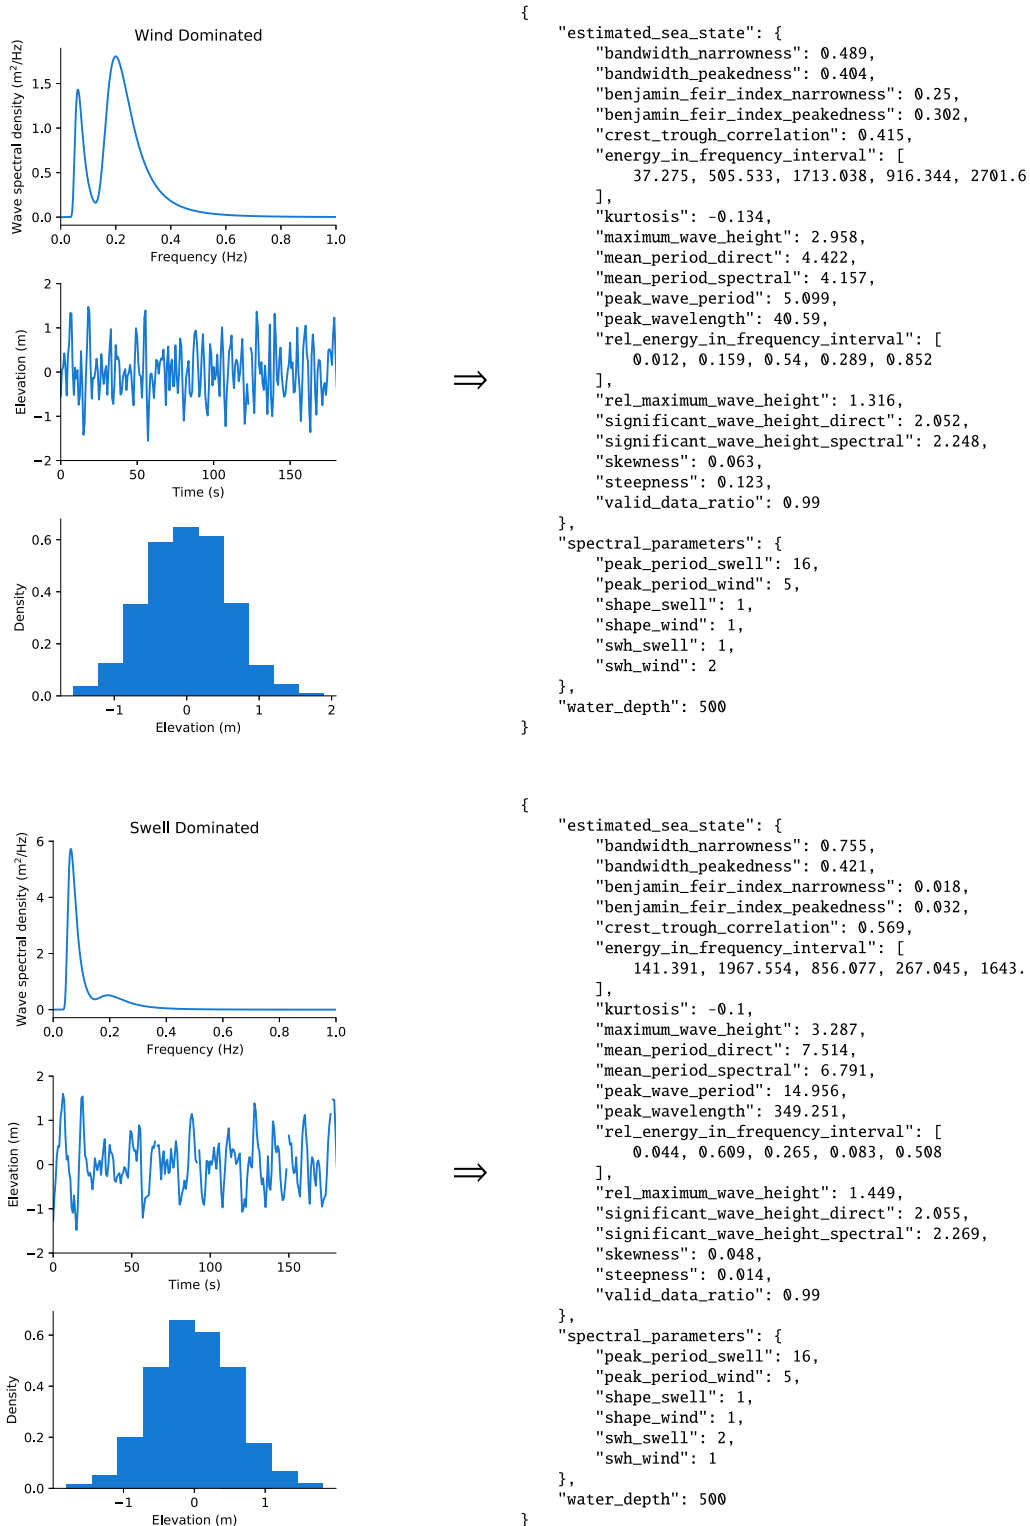 Wind Dominated
Wave spectral density (m²/Hz)
1.5
1.0
0.5
0.0
0.0 0.2 0.4 0.6 0.8 1.0
Frequency (Hz)
Elevation (m)
2
1
0
−1
−2
0 50 100 150
Time (s)
Density
0.6
0.4
0.2
0.0
−1 0 1 2
Elevation (m)
⇒
{
"estimated_sea_state": {
"bandwidth_narrowness": 0.489,
"bandwidth_peakedness": 0.404,
"benjamin_feir_index_narrowness": 0.25,
"benjamin_feir_index_peakedness": 0.302,
"crest_trough_correlation": 0.415,
"energy_in_frequency_interval": [
37.275, 505.533, 1713.038, 916.344, 2701.6
],
"kurtosis": -0.134,
"maximum_wave_height": 2.958,
"mean_period_direct": 4.422,
"mean_period_spectral": 4.157,
"peak_wave_period": 5.099,
"peak_wavelength": 40.59,
"rel_energy_in_frequency_interval": [
0.012, 0.159, 0.54, 0.289, 0.852
],
"rel_maximum_wave_height": 1.316,
"significant_wave_height_direct": 2.052,
"significant_wave_height_spectral": 2.248,
"skewness": 0.063,
"steepness": 0.123,
"valid_data_ratio": 0.99
},
"spectral_parameters": {
"peak_period_swell": 16,
"peak_period_wind": 5,
"shape_swell": 1,
"shape_wind": 1,
"swh_swell": 1,
"swh_wind": 2
},
"water_depth": 500
}
Swell Dominated
Wave spectral density (m²/Hz)
6
4
2
0
0.0 0.2 0.4 0.6 0.8 1.0
Frequency (Hz)
Elevation (m)
2
1
0
−1
−2
0 50 100 150
Time (s)
Density
0.6
0.4
0.2
0.0
−1 0 1
Elevation (m)
⇒
{
"estimated_sea_state": {
"bandwidth_narrowness": 0.755,
"bandwidth_peakedness": 0.421,
"benjamin_feir_index_narrowness": 0.018,
"benjamin_feir_index_peakedness": 0.032,
"crest_trough_correlation": 0.569,
"energy_in_frequency_interval": [
141.391, 1967.554, 856.077, 267.045, 1643.
],
"kurtosis": -0.1,
"maximum_wave_height": 3.287,
"mean_period_direct": 7.514,
"mean_period_spectral": 6.791,
"peak_wave_period": 14.956,
"peak_wavelength": 349.251,
"rel_energy_in_frequency_interval": [
0.044, 0.609, 0.265, 0.083, 0.508
],
"rel_maximum_wave_height": 1.449,
"significant_wave_height_direct": 2.055,
"significant_wave_height_spectral": 2.269,
"skewness": 0.048,
"steepness": 0.014,
"valid_data_ratio": 0.99
},
"spectral_parameters": {
"peak_period_swell": 16,
"peak_period_wind": 5,
"shape_swell": 1,
"shape_wind": 1,
"swh_swell": 2,
"swh_wind": 1
},
"water_depth": 500
}